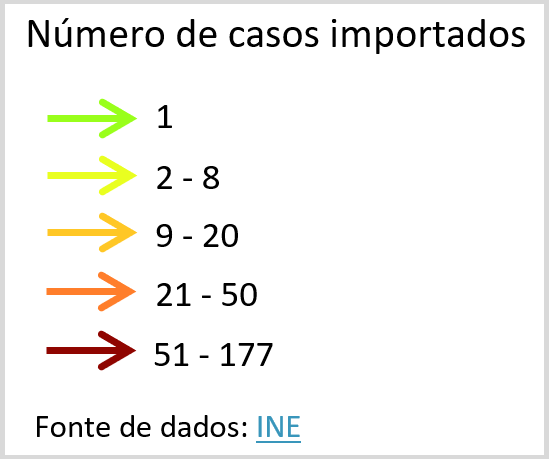 Número de casos importados
1
2 - 8
9 - 20
21 - 50
51 - 177
Fonte de dados: INE